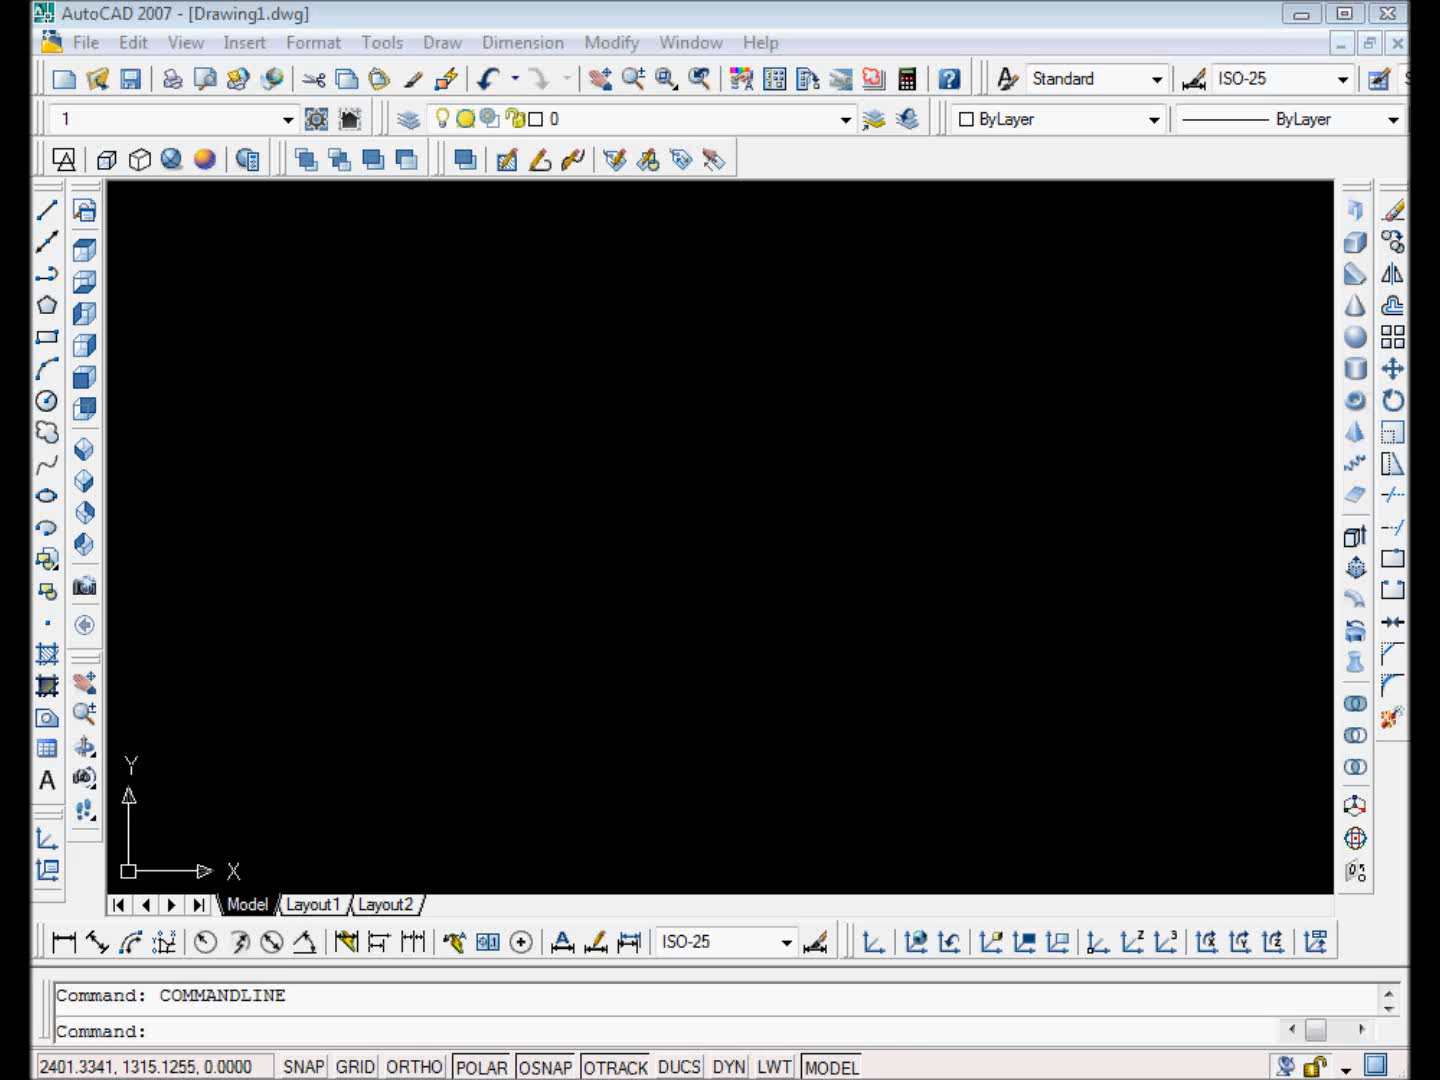 AutoCAD 2007 - [Drawing1.dwg]
File Edit View Insert Format Tools Draw Dimension Modify Window Help
Standard ISO-25
1 0 ByLayer ByLayer
Y
X
Model Layout1 Layout2
ISO-25
Command: COMMANDLINE
Command:
2401.3341, 1315.1255, 0.0000 SNAP GRID ORTHO POLAR OSNAP OTRACK DUCS DYN LWT MODEL